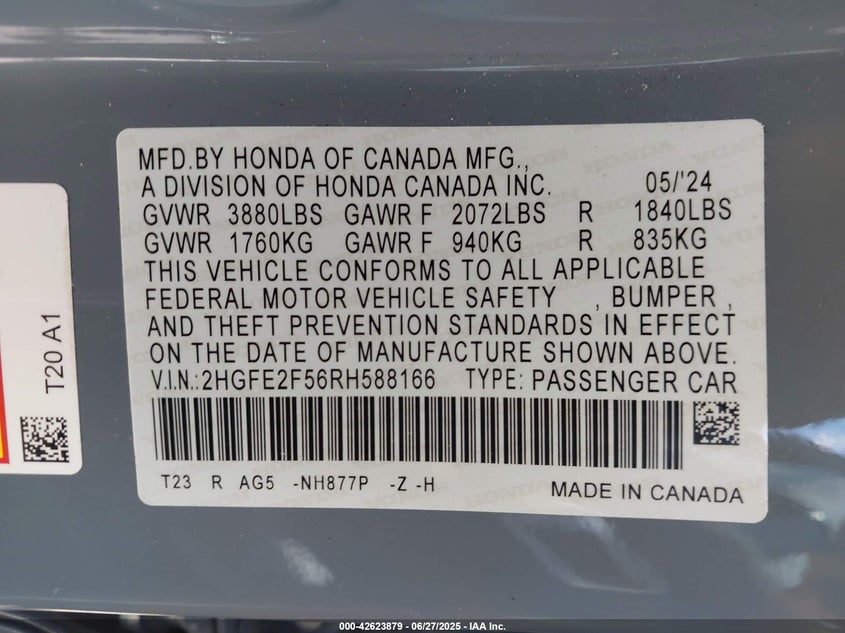 MFD.BY HONDA OF CANADA MFG.,
A DIVISION OF HONDA CANADA INC. 05/'24
GVWR 3880LBS GAWR F 2072LBS R 1840LBS
GVWR 1760KG GAWR F 940KG R 835KG
THIS VEHICLE CONFORMS TO ALL APPLICABLE
FEDERAL MOTOR VEHICLE SAFETY , BUMPER ,
AND THEFT PREVENTION STANDARDS IN EFFECT
ON THE DATE OF MANUFACTURE SHOWN ABOVE.
V.I.N.:2HGFE2F56RH588166 TYPE: PASSENGER CAR
T23 R AG5 -NH877P -Z -H
MADE IN CANADA
T20 A1
000-42623879 - 06/27/2025 - IAA Inc.